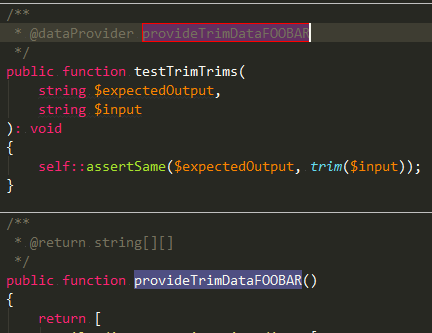 /**
 * @dataProvider provideTrimDataFOOBAR
 */
public function testTrimTrims(
    string $expectedOutput,
    string $input
): void
{
    self::assertSame($expectedOutput, trim($input));
}
/**
 * @return string[][]
 */
public function provideTrimDataFOOBAR()
{
    return [